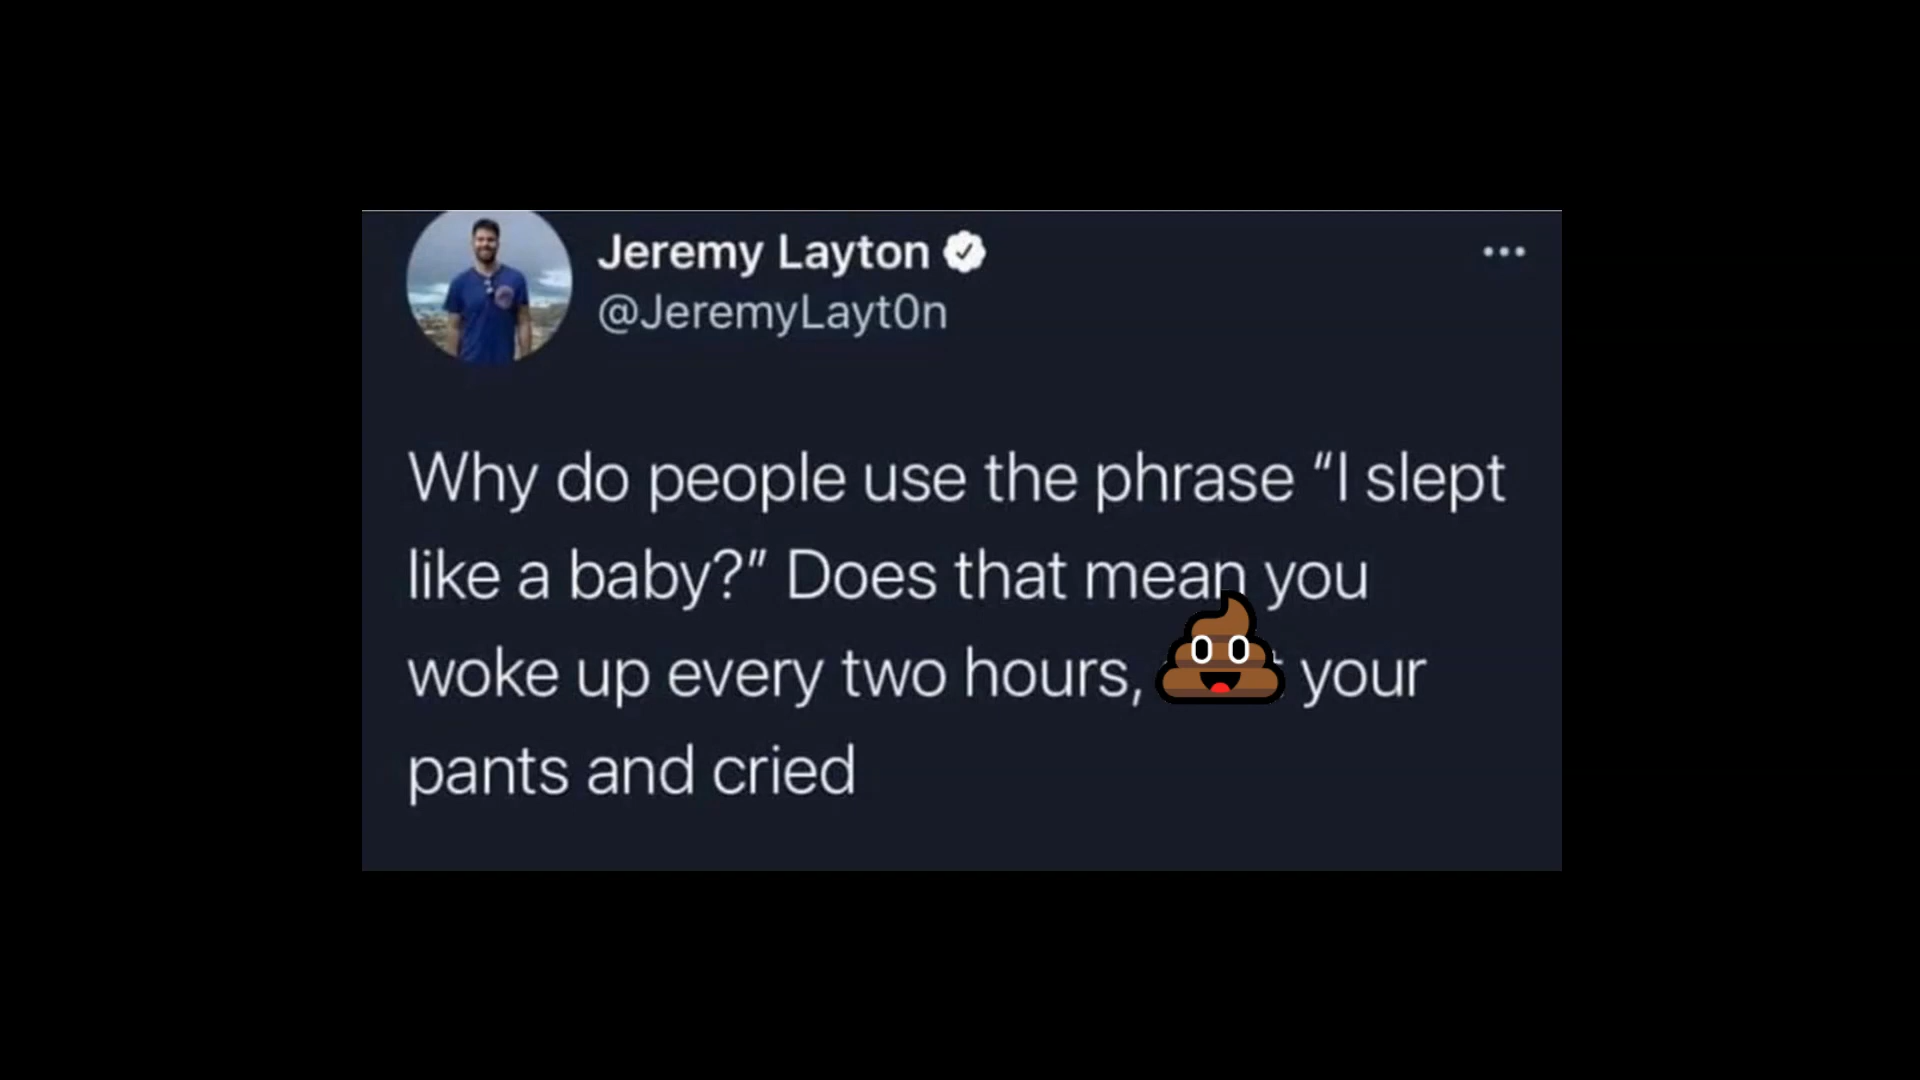 Jeremy Layton
@JeremyLayt0n
Why do people use the phrase “I slept
like a baby?” Does that mean you
woke up every two hours, your
pants and cried